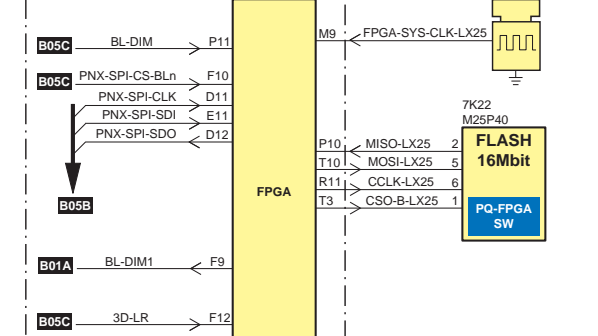 B05C BL-DIM P11
B05C PNX-SPI-CS-BLn F10
PNX-SPI-CLK D11
PNX-SPI-SDI E11
PNX-SPI-SDO D12
B05B
B01A BL-DIM1 F9
B05C 3D-LR F12
FPGA
M9 FPGA-SYS-CLK-LX25
7K22
M25P40
P10 MISO-LX25 2
T10 MOSI-LX25 5
R11 CCLK-LX25 6
T3 CSO-B-LX25 1
FLASH
16Mbit
PQ-FPGA
SW